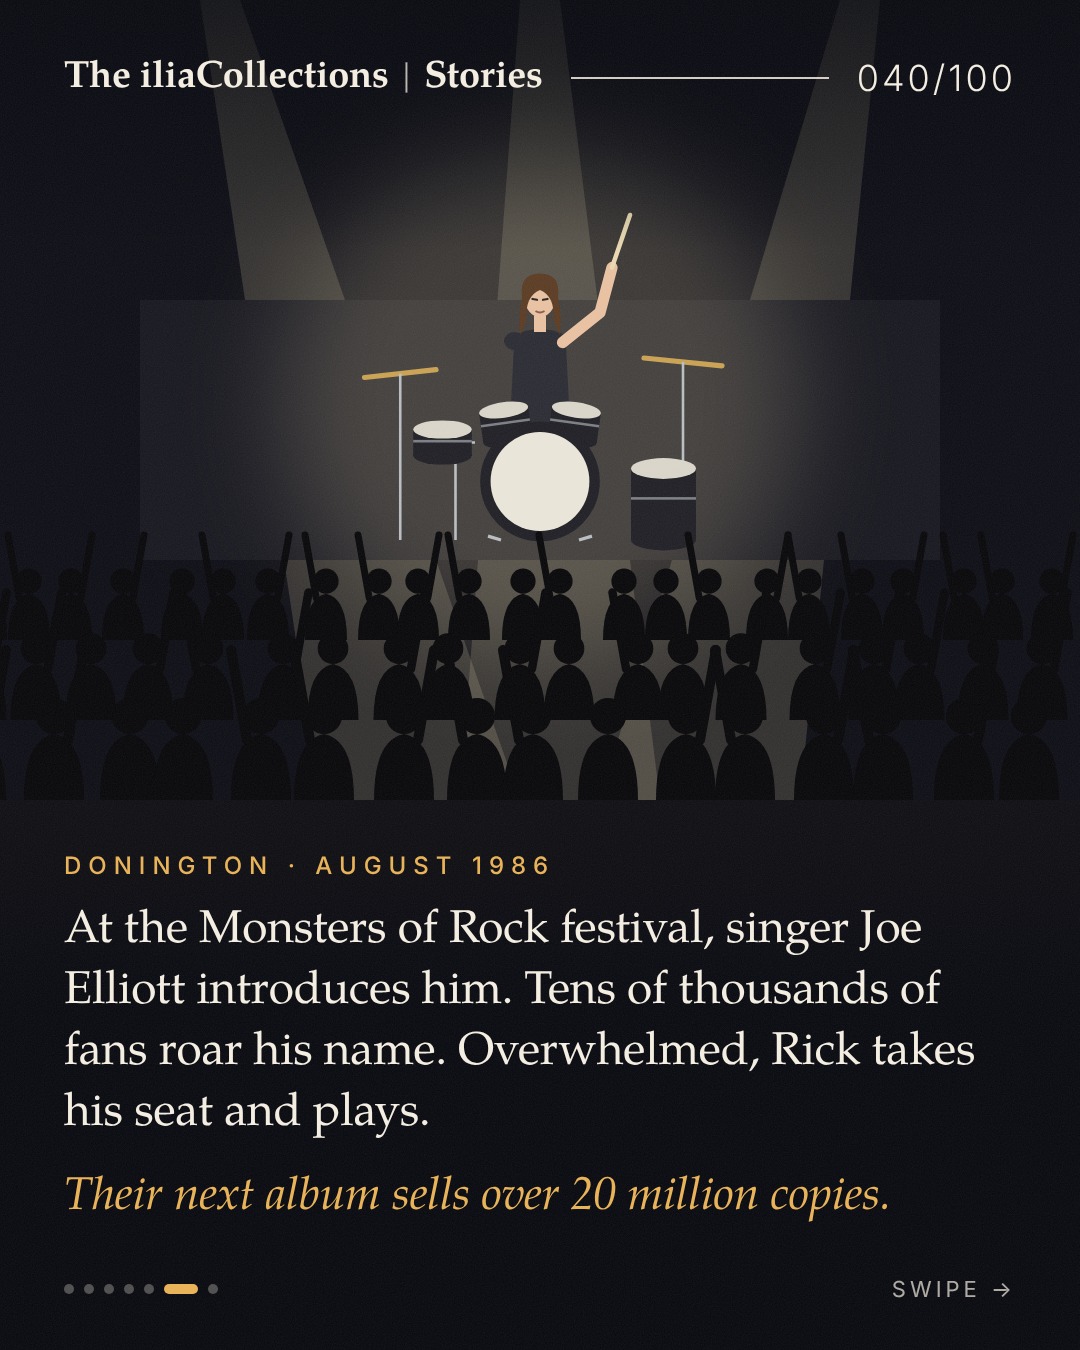 The iliaCollections | Stories
040/100
DONINGTON · AUGUST 1986
At the Monsters of Rock festival, singer Joe
Elliott introduces him. Tens of thousands of
fans roar his name. Overwhelmed, Rick takes
his seat and plays.
Their next album sells over 20 million copies.
SWIPE →